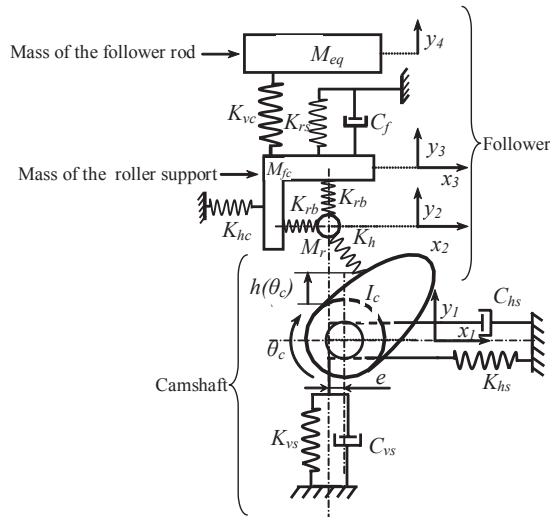 Mass of the follower rod
M_eq
y_4
K_vc
K_rs
C_f
Follower
Mass of the roller support
M_fc
y_3
x_3
K_rb
K_hc
K_rb
y_2
M_r
K_h
x_2
h(θ_c)
I_c
C_hs
y_1
x_1
θ_c
Camshaft
e
K_hs
K_vs
C_vs